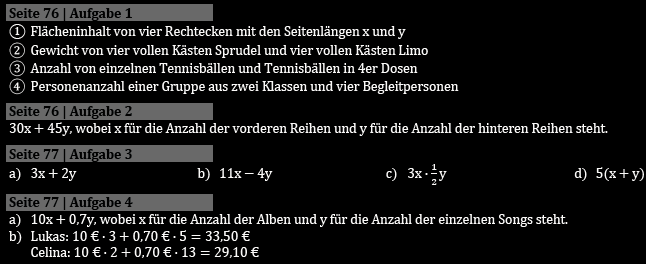 Seite 76 | Aufgabe 1
① Flächeninhalt von vier Rechtecken mit den Seitenlängen x und y
② Gewicht von vier vollen Kästen Sprudel und vier vollen Kästen Limo
③ Anzahl von einzelnen Tennisbällen und Tennisbällen in 4er Dosen
④ Personenanzahl einer Gruppe aus zwei Klassen und vier Begleitpersonen
Seite 76 | Aufgabe 2
30x + 45y, wobei x für die Anzahl der vorderen Reihen und y für die Anzahl der hinteren Reihen steht.
Seite 77 | Aufgabe 3
a) 3x + 2y b) 11x − 4y c) 3x · ½y d) 5(x + y)
Seite 77 | Aufgabe 4
a) 10x + 0,7y, wobei x für die Anzahl der Alben und y für die Anzahl der einzelnen Songs steht.
b) Lukas: 10 € · 3 + 0,70 € · 5 = 33,50 €
Celina: 10 € · 2 + 0,70 € · 13 = 29,10 €